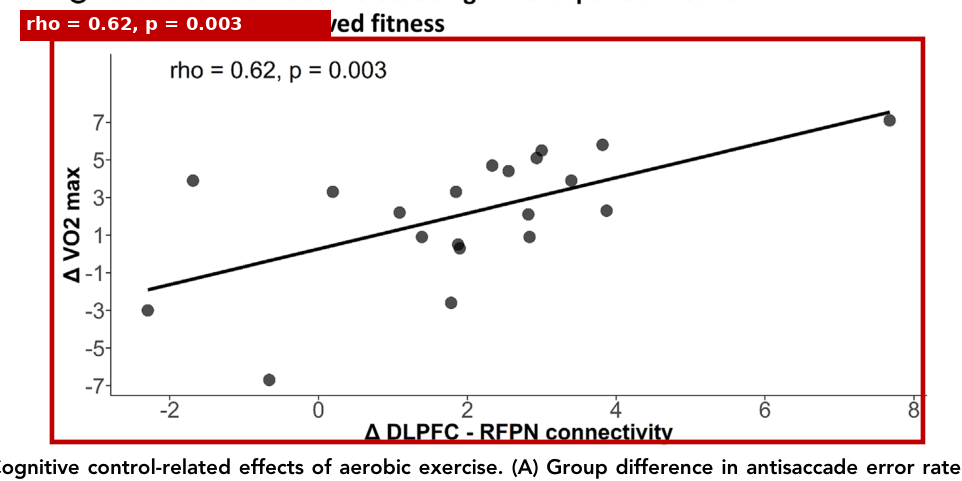 rho = 0.62, p = 0.003
fitness
rho = 0.62, p = 0.003
7
5
3
1
-1
-3
-5
-7
Δ VO2 max
-2 0 2 4 6 8
Δ DLPFC - RFPN connectivity
Cognitive control-related effects of aerobic exercise. (A) Group difference in antisaccade error rate